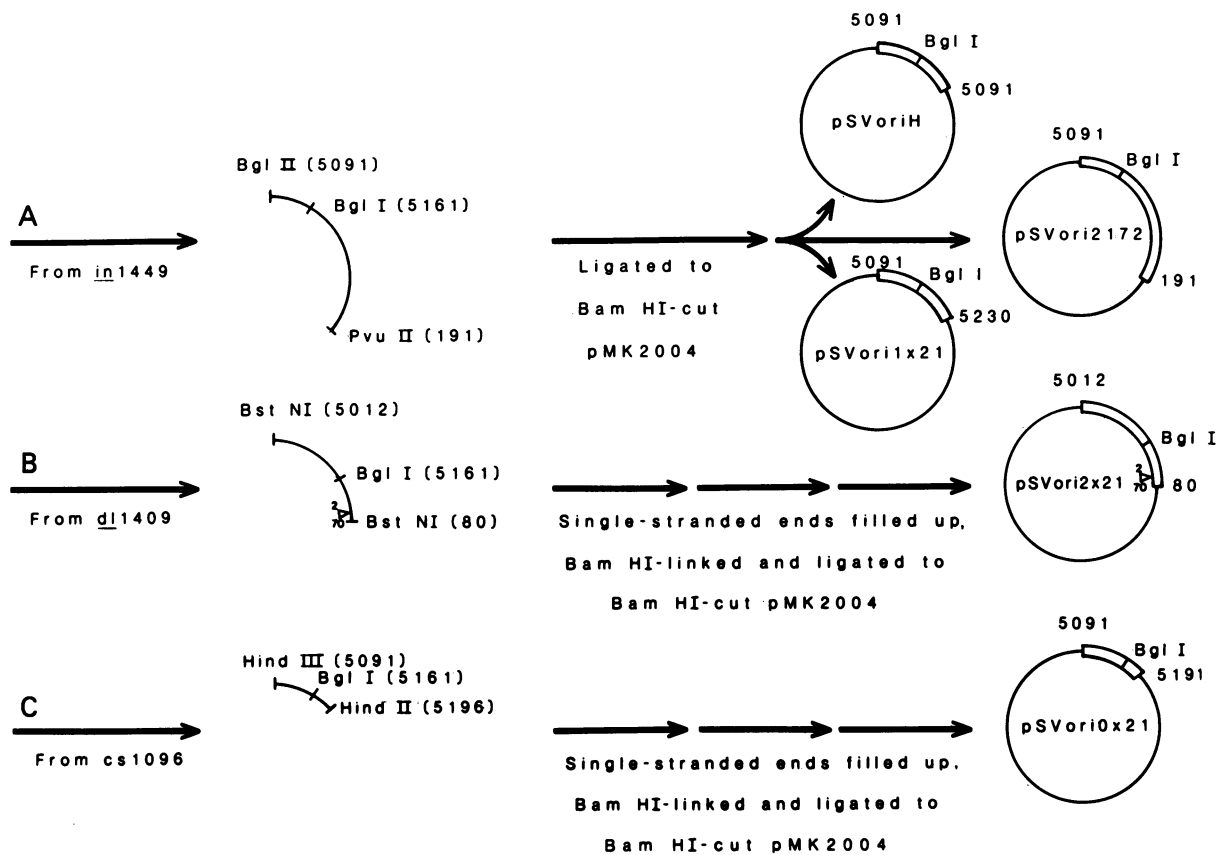 5091
Bgl I
5091
pSVoriH
A
From in1449
Bgl II (5091)
Bgl I (5161)
Pvu II (191)
Ligated to
Bam HI-cut
pMK2004
5091
Bgl I
5230
pSVori1x21
5091
Bgl I
pSVori2172
191
B
From dl1409
Bst NI (5012)
Bgl I (5161)
2
70
Bst NI (80)
Single-stranded ends filled up,
Bam HI-linked and ligated to
Bam HI-cut pMK2004
5012
Bgl I
pSVori2x21
2
70
80
C
From cs1096
Hind III (5091)
Bgl I (5161)
Hind II (5196)
Single-stranded ends filled up,
Bam HI-linked and ligated to
Bam HI-cut pMK2004
5091
Bgl I
5191
pSVori0x21